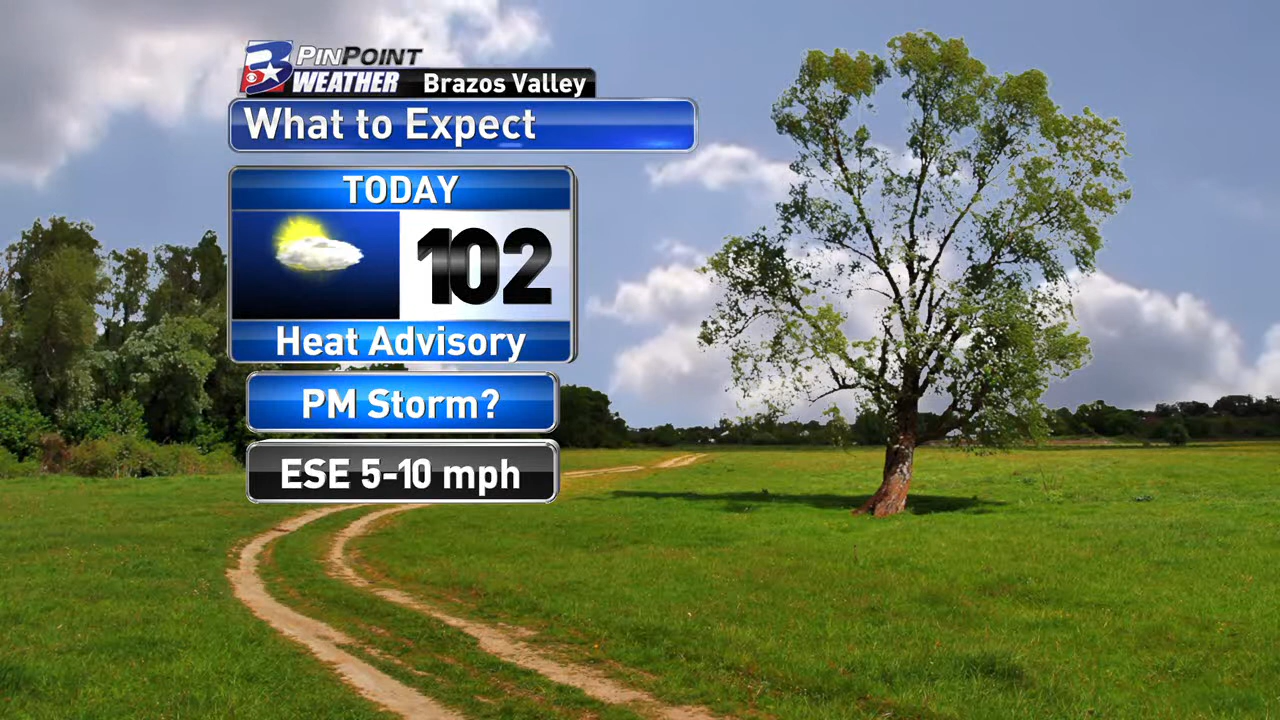 PINPOINT
WEATHER Brazos Valley
What to Expect
TODAY
102
Heat Advisory
PM Storm?
ESE 5-10 mph